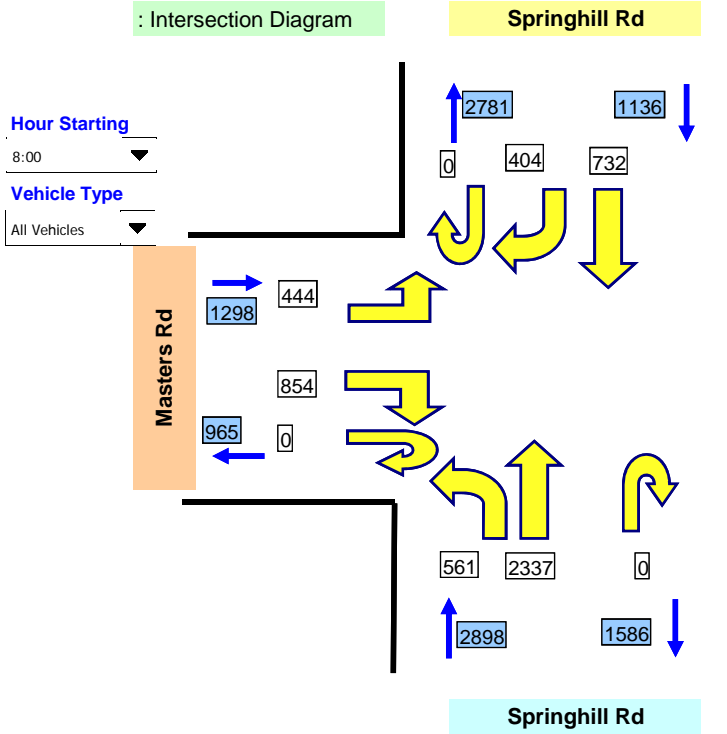 : Intersection Diagram
Springhill Rd
Hour Starting
8:00
Vehicle Type
All Vehicles
2781
1136
0
404
732
Masters Rd
1298
444
854
965
0
561
2337
0
2898
1586
Springhill Rd